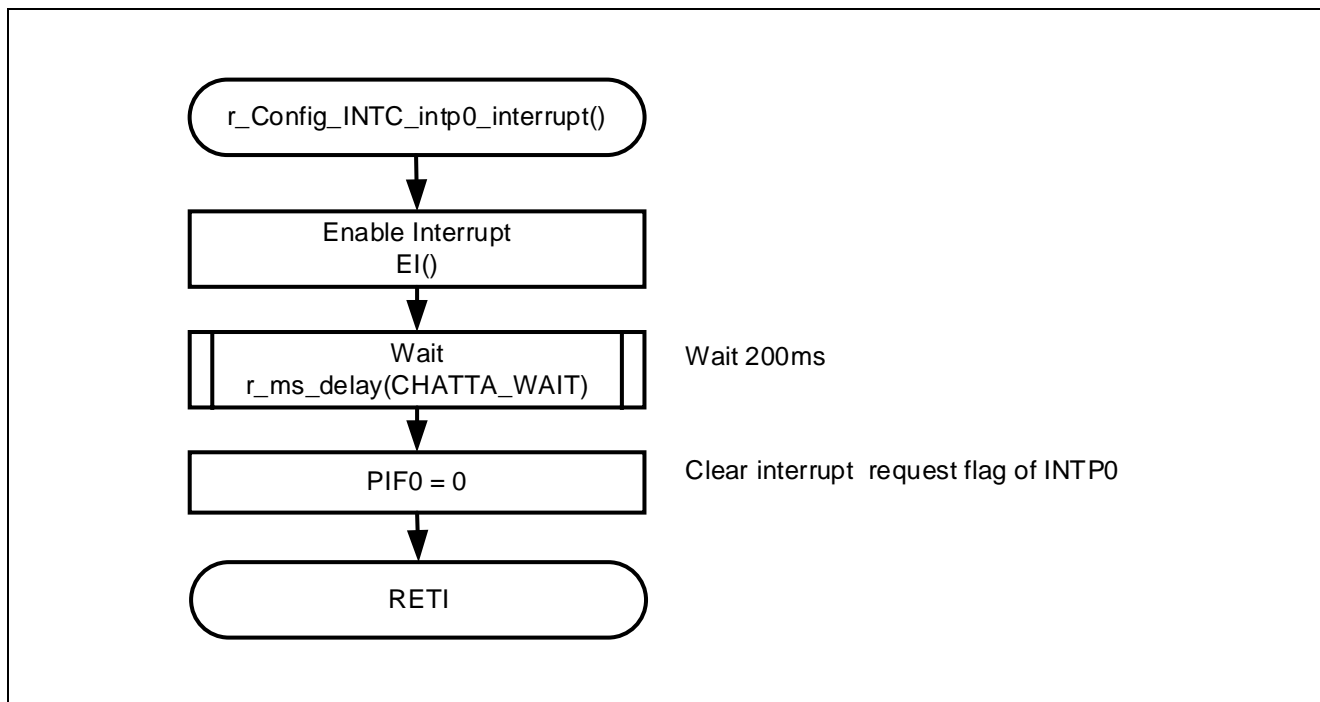 r_Config_INTC_intp0_interrupt()
Enable Interrupt
EI()
Wait
r_ms_delay(CHATTA_WAIT)
Wait 200ms
PIF0 = 0
Clear interrupt request flag of INTP0
RETI